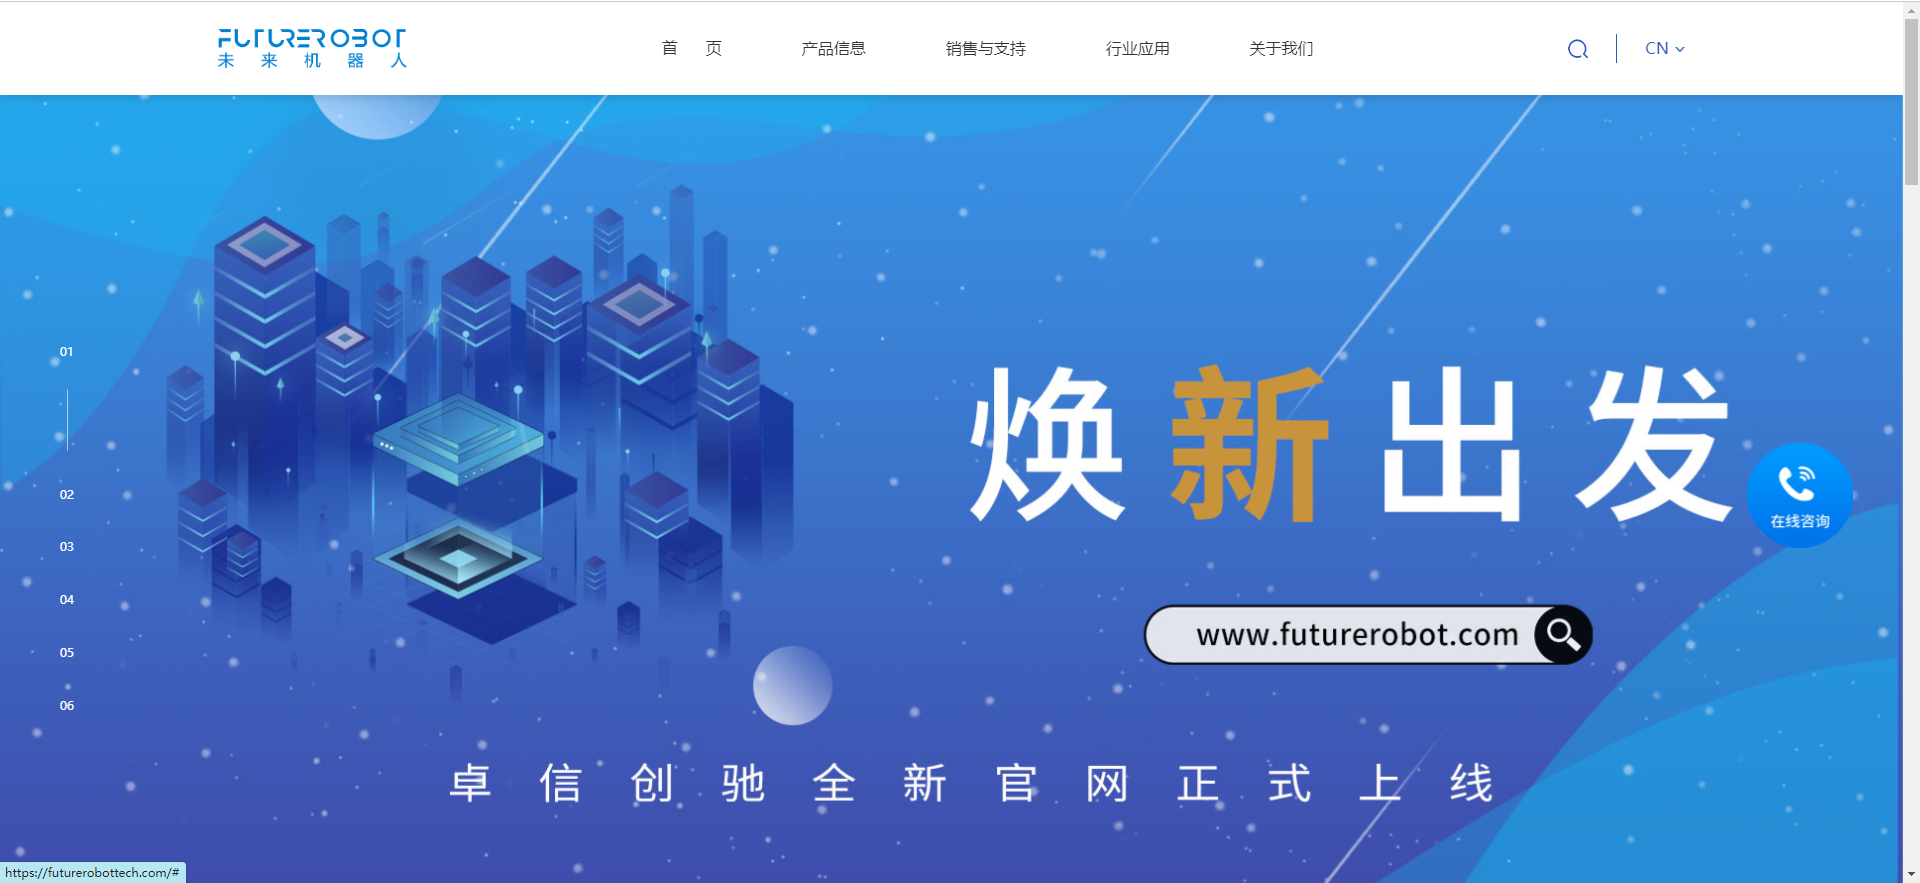 FUTUREROBOT
未来机器人
首 页 产品信息 销售与支持 行业应用 关于我们 CN
01
02
03
04
05
06
焕新出发
在线咨询
www.futurerobot.com
卓信创驰全新官网正式上线
https://futurerobottech.com/#